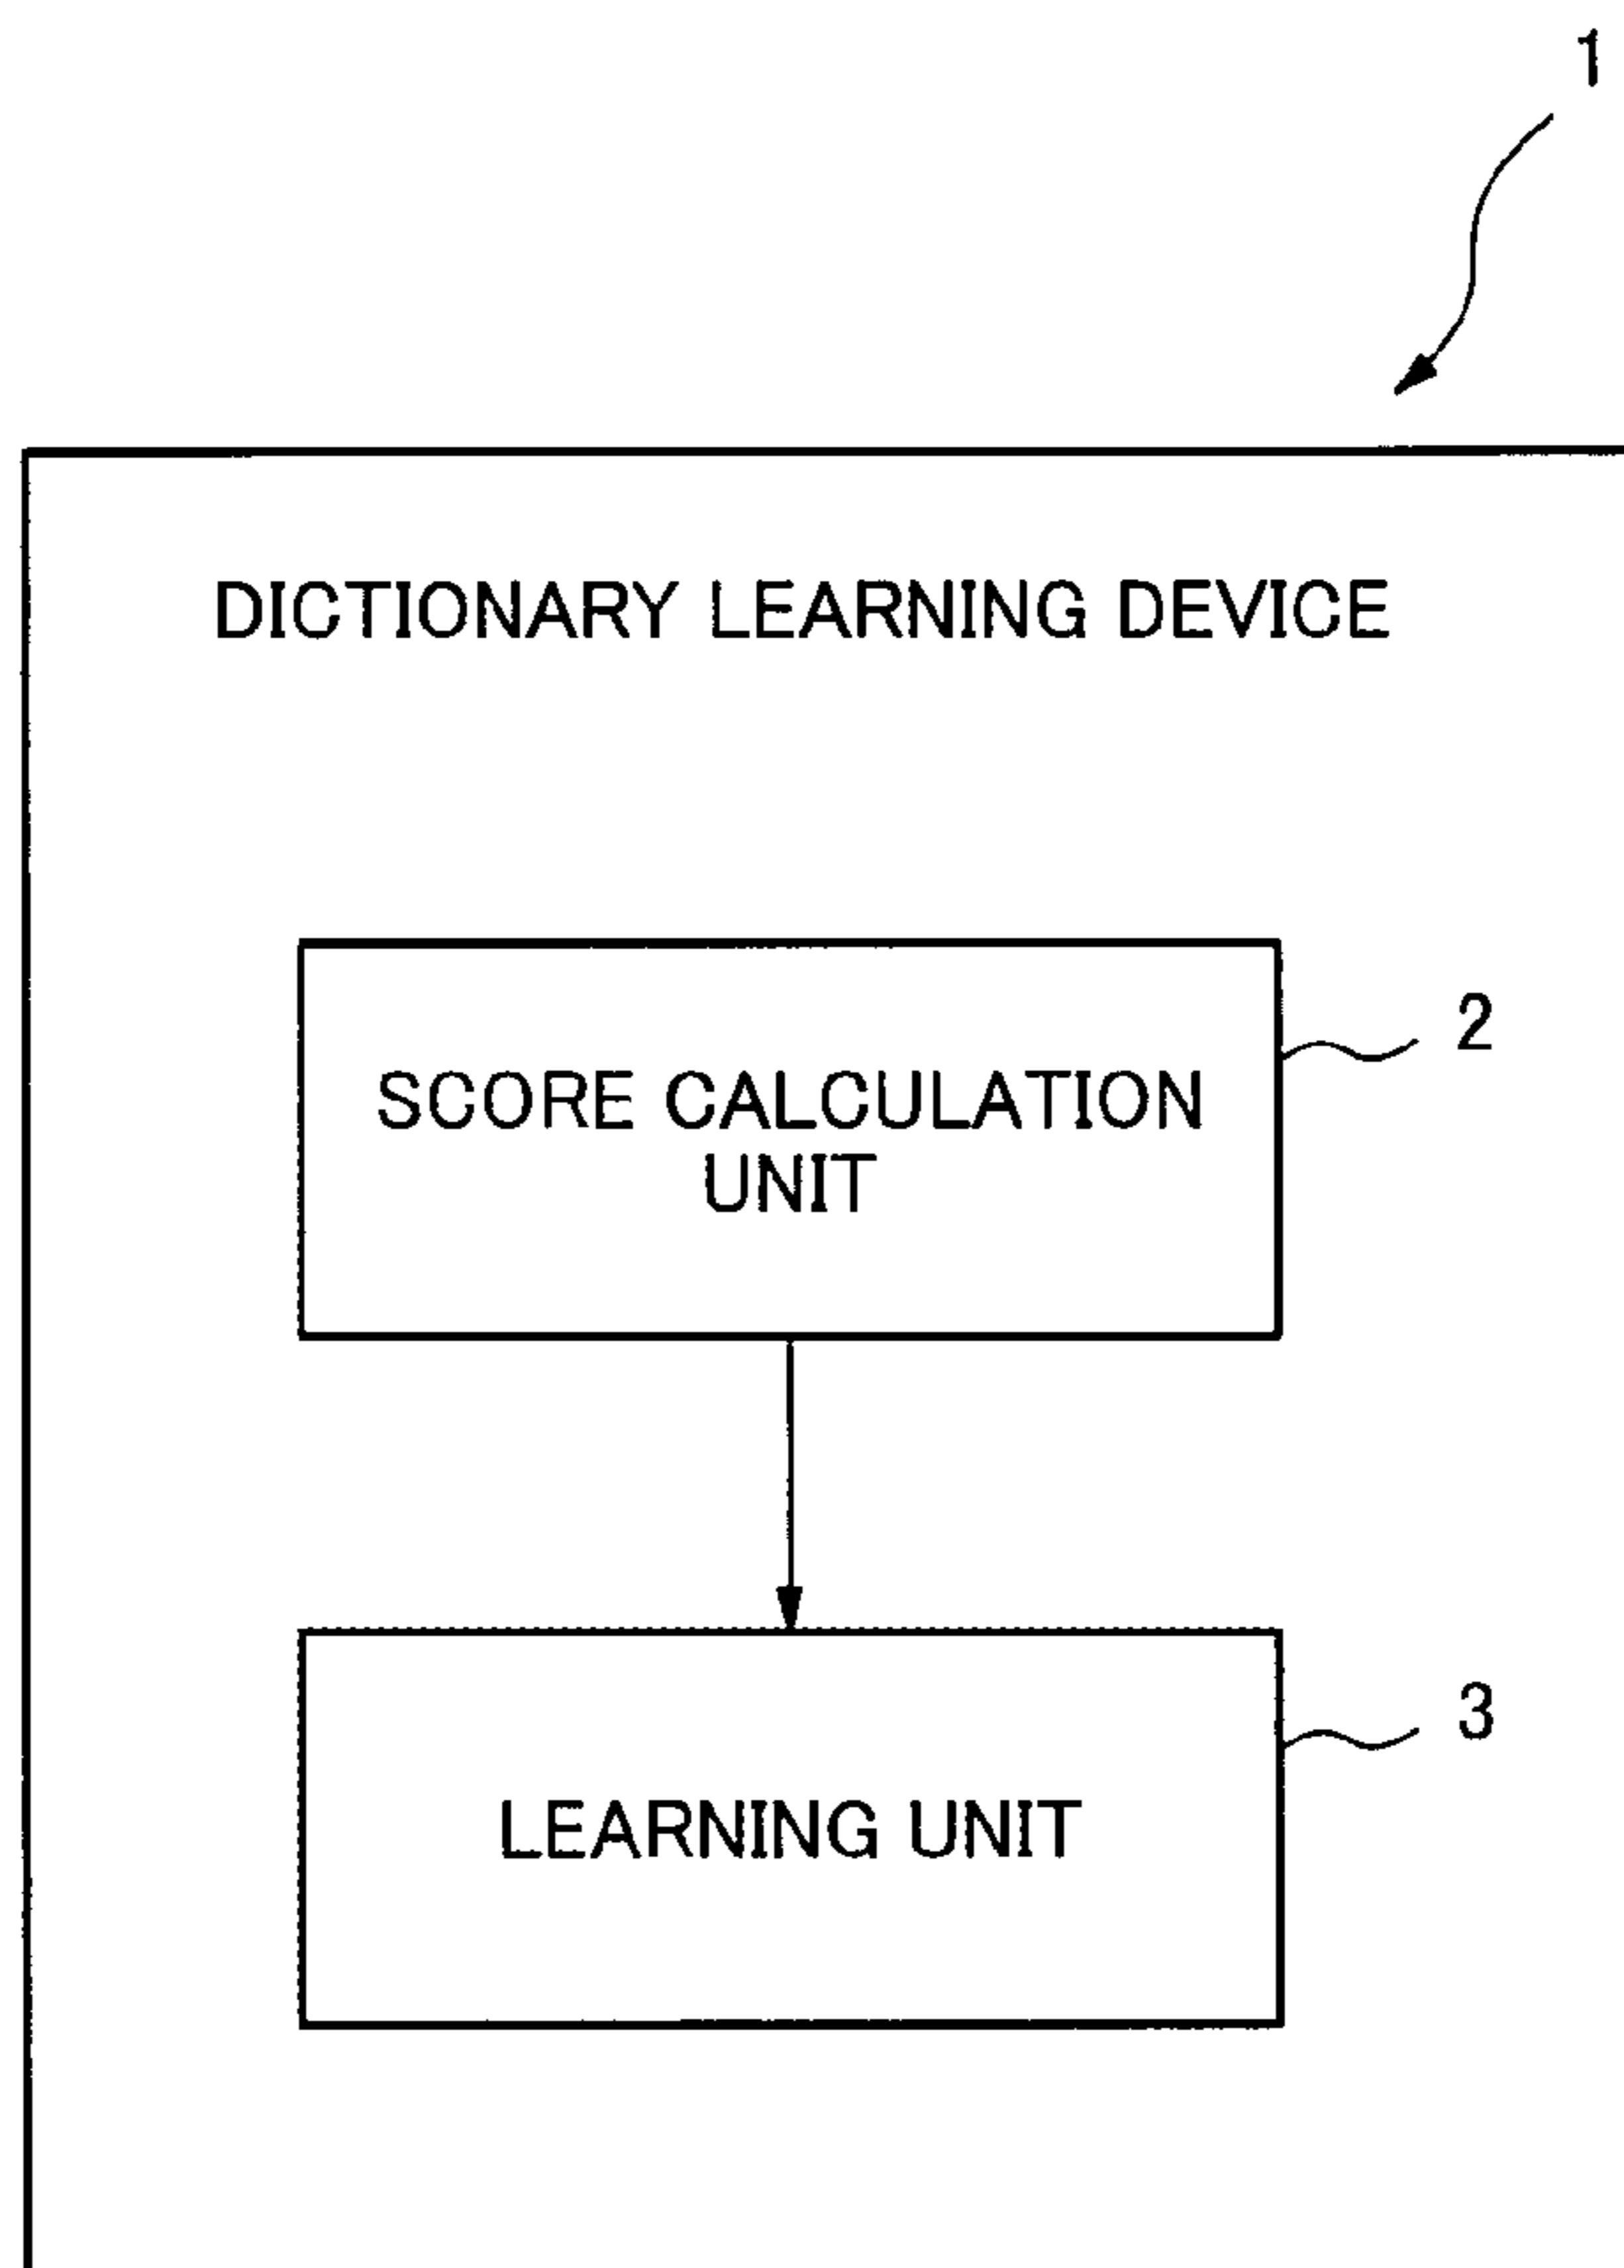 1
DICTIONARY LEARNING DEVICE
2
SCORE CALCULATION
UNIT
3
LEARNING UNIT